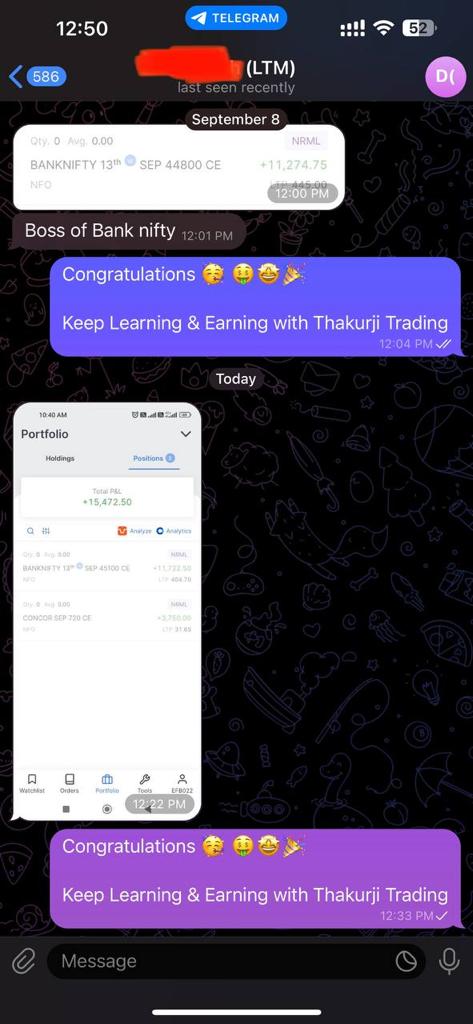 12:50
TELEGRAM
52
586
(LTM)
last seen recently
D(
September 8
Qty. 0 Avg. 0.00 NRML
BANKNIFTY 13th W SEP 44800 CE +11,274.75
NFO LTP 445.00
12:00 PM
Boss of Bank nifty 12:01 PM
Congratulations 🥳 🤑🤩🎉
Keep Learning & Earning with Thakurji Trading
12:04 PM
Today
10:40 AM
Portfolio
Holdings Positions 2
Total P&L
+15,472.50
Analyze Analytics
Qty. 0 Avg. 0.00 NRML
BANKNIFTY 13th W SEP 45100 CE +11,722.50
NFO LTP 404.70
Qty. 0 Avg. 0.00 NRML
CONCOR SEP 720 CE +3,750.00
NFO LTP 31.65
Watchlist Orders Portfolio Tools EFB022
12:22 PM
Congratulations 🥳 🤑🤩🎉
Keep Learning & Earning with Thakurji Trading
12:33 PM
Message